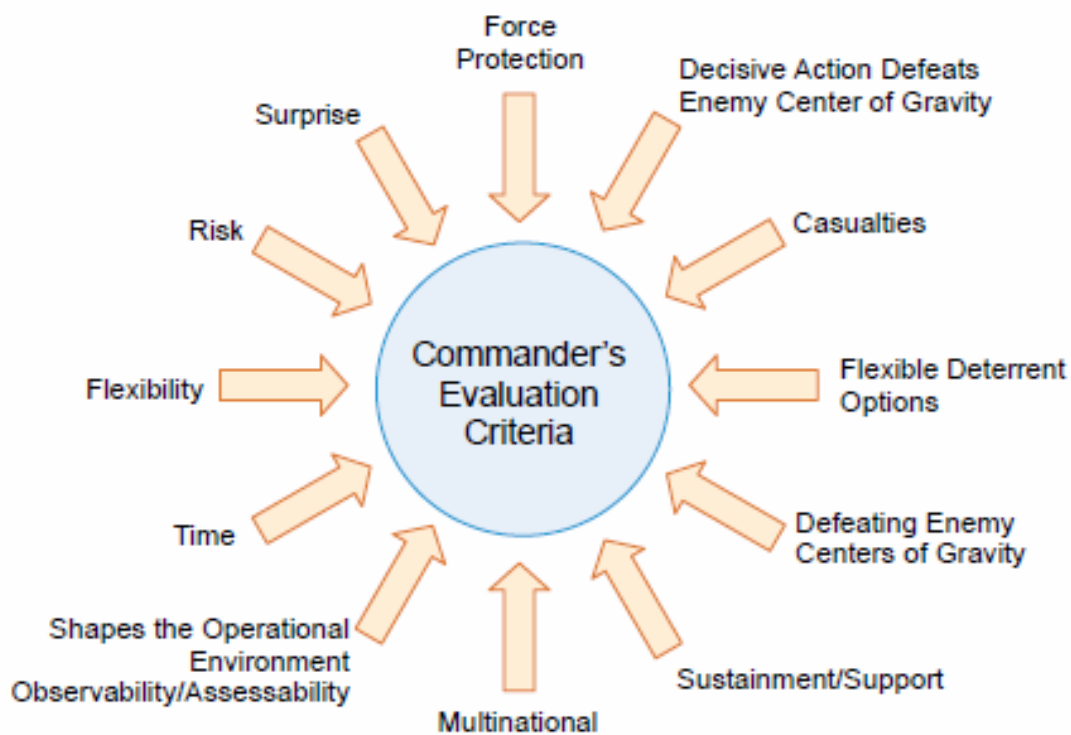 Force
Protection
Decisive Action Defeats
Enemy Center of Gravity
Surprise
Casualties
Risk
Commander's
Evaluation
Criteria
Flexible Deterrent
Options
Flexibility
Defeating Enemy
Centers of Gravity
Time
Shapes the Operational
Environment
Observability/Assessability
Sustainment/Support
Multinational